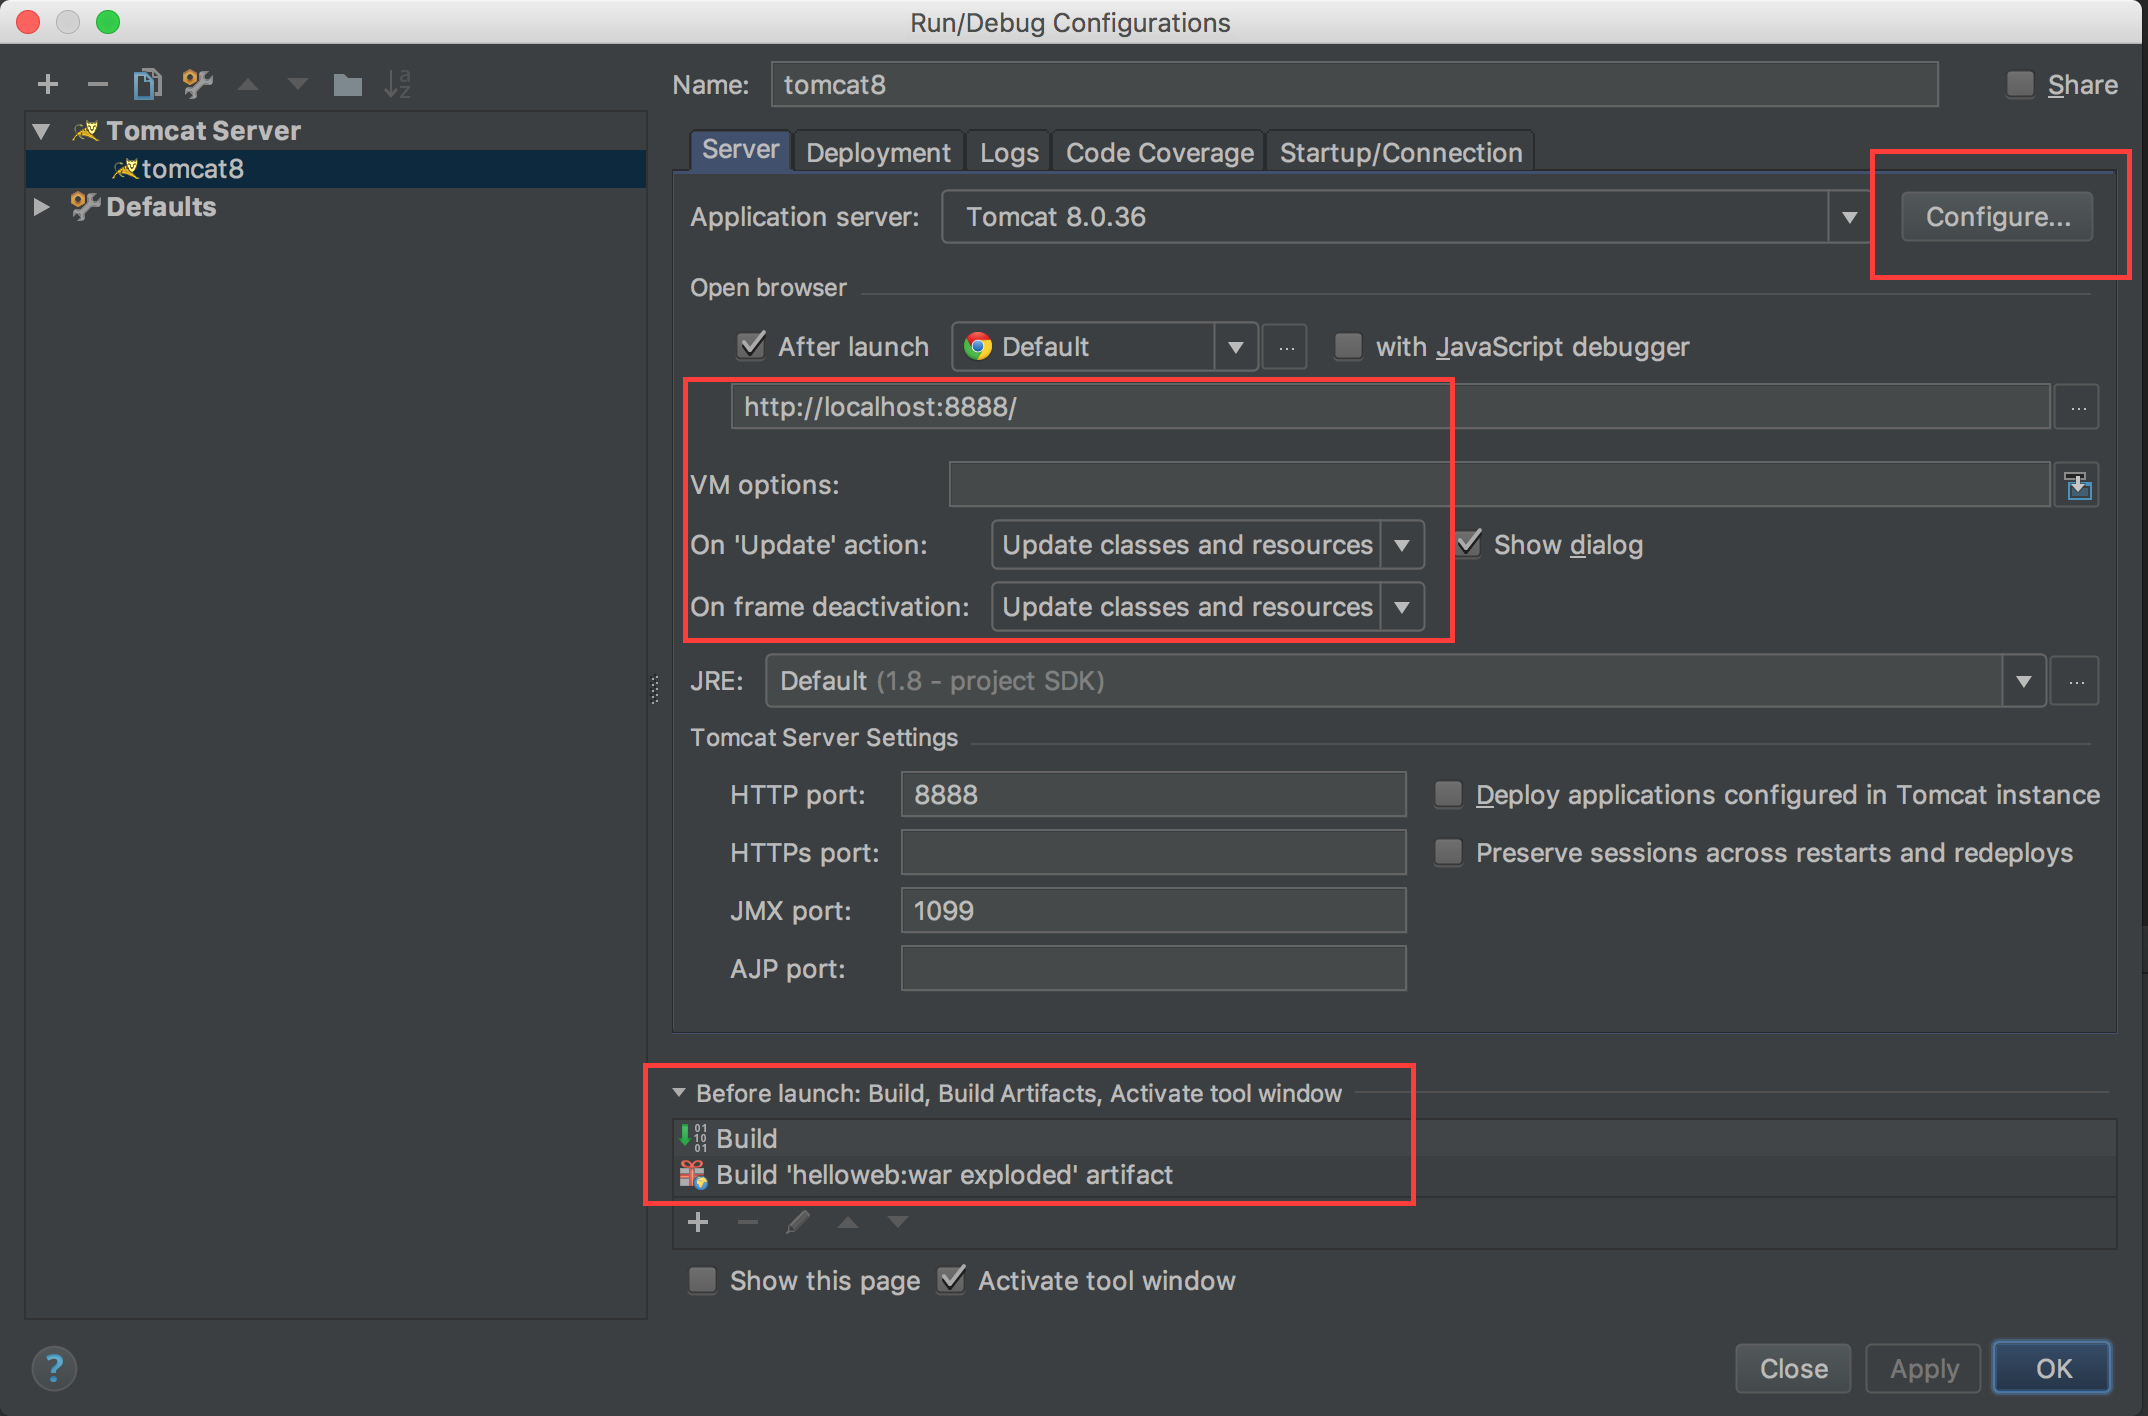 Run/Debug Configurations
Name: tomcat8 Share
Tomcat Server
tomcat8
Defaults
Server Deployment Logs Code Coverage Startup/Connection
Application server: Tomcat 8.0.36 Configure...
Open browser
After launch Default ... with JavaScript debugger
http://localhost:8888/ ...
VM options:
On 'Update' action: Update classes and resources Show dialog
On frame deactivation: Update classes and resources
JRE: Default (1.8 - project SDK) ...
Tomcat Server Settings
HTTP port: 8888 Deploy applications configured in Tomcat instance
HTTPs port: Preserve sessions across restarts and redeploys
JMX port: 1099
AJP port:
Before launch: Build, Build Artifacts, Activate tool window
Build
Build 'helloweb:war exploded' artifact
Show this page Activate tool window
? Close Apply OK